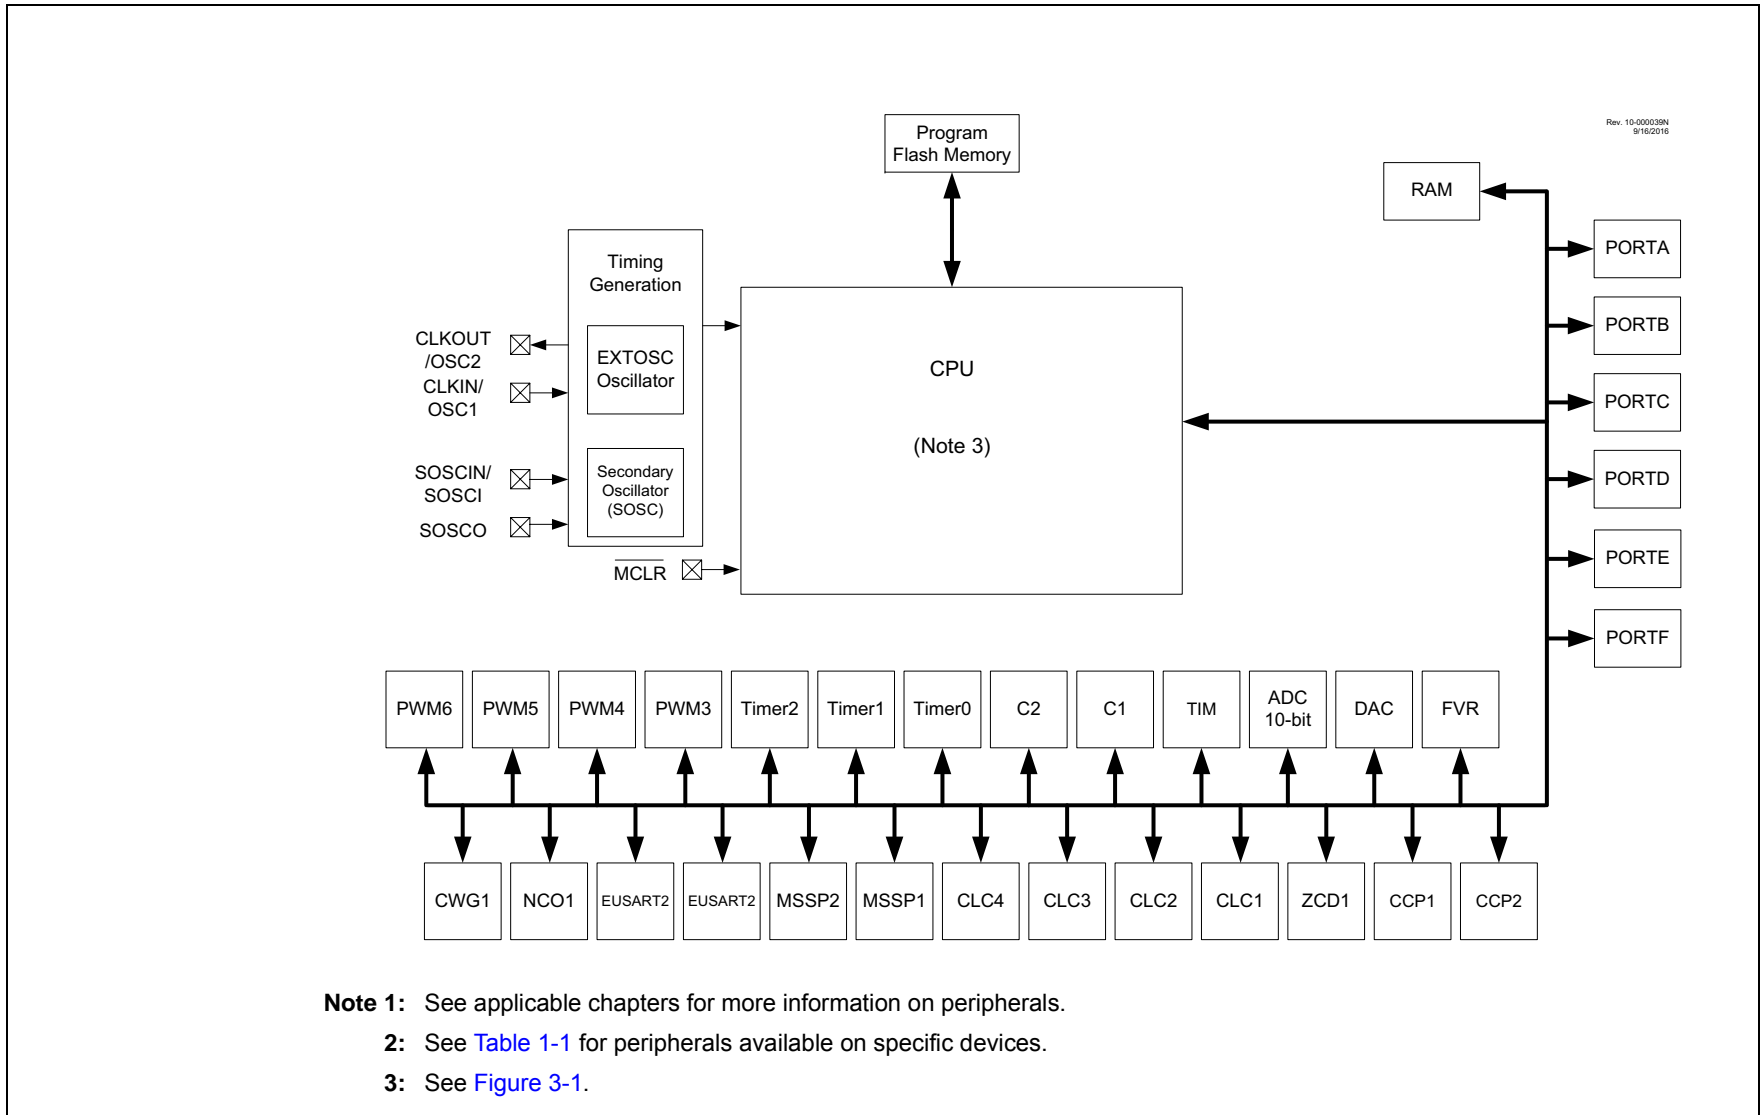 Rev. 10-000039N
9/16/2016
Program
Flash Memory
RAM
PORTA
PORTB
PORTC
PORTD
PORTE
PORTF
Timing
Generation
EXTOSC
Oscillator
Secondary
Oscillator
(SOSC)
CLKOUT
/OSC2
CLKIN/
OSC1
SOSCIN/
SOSCI
SOSCO
MCLR
CPU
(Note 3)
PWM6
PWM5
PWM4
PWM3
Timer2
Timer1
Timer0
C2
C1
TIM
ADC
10-bit
DAC
FVR
CWG1
NCO1
EUSART2
EUSART2
MSSP2
MSSP1
CLC4
CLC3
CLC2
CLC1
ZCD1
CCP1
CCP2
Note 1: See applicable chapters for more information on peripherals.
2: See Table 1-1 for peripherals available on specific devices.
3: See Figure 3-1.